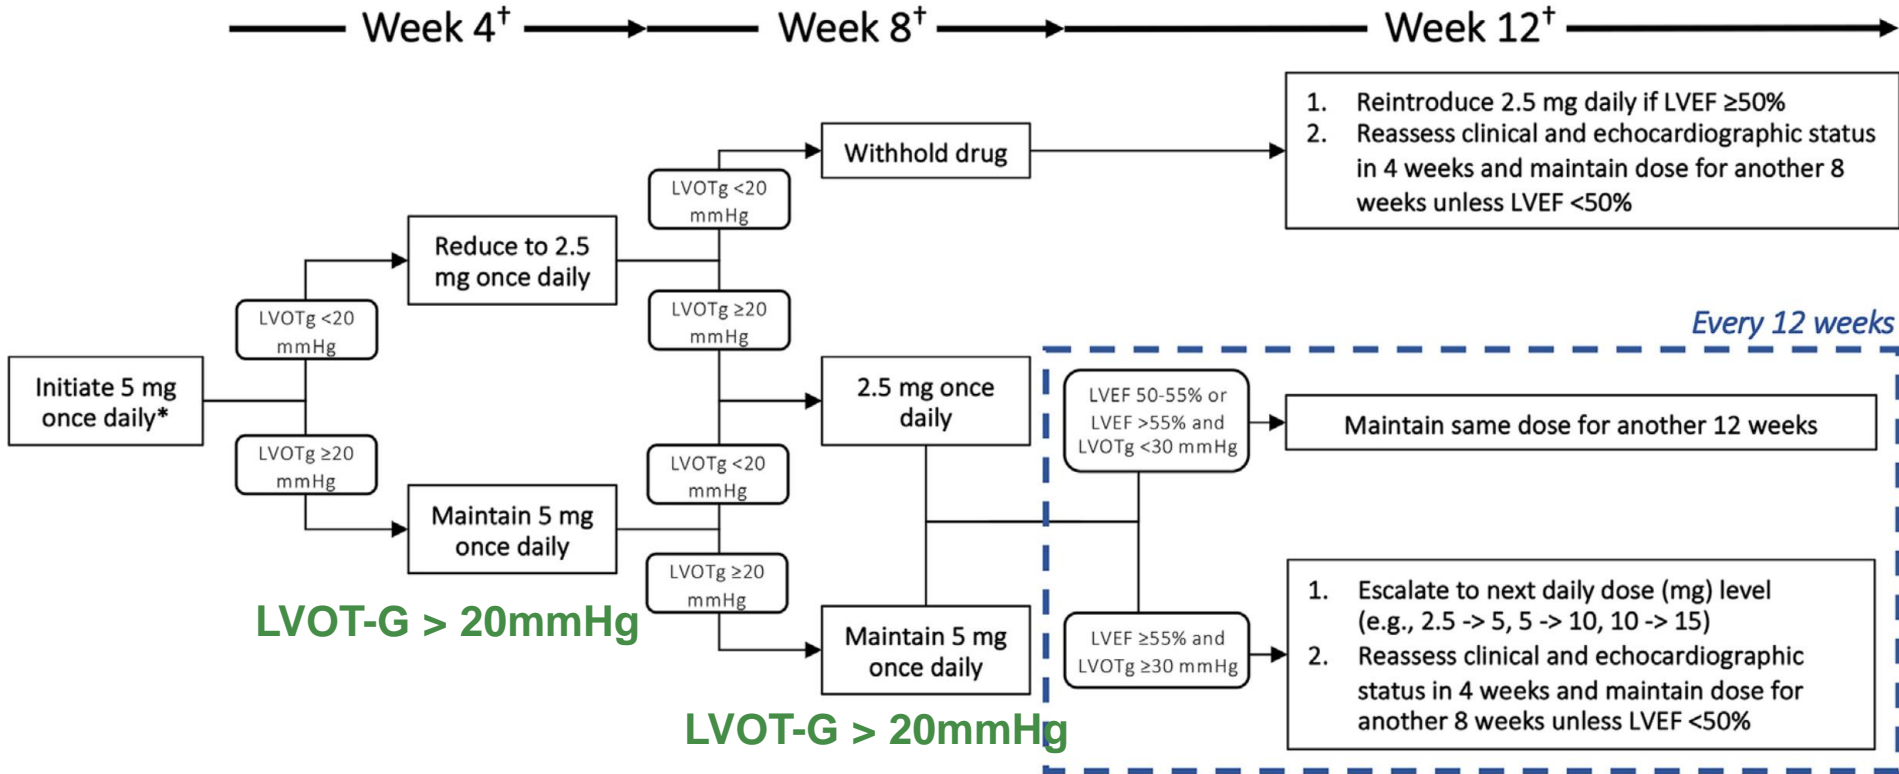 Week 4†
Week 8†
Week 12†
1. Reintroduce 2.5 mg daily if LVEF ≥50%
2. Reassess clinical and echocardiographic status
in 4 weeks and maintain dose for another 8
weeks unless LVEF <50%
Withhold drug
LVOTg <20
mmHg
Reduce to 2.5
mg once daily
LVOTg <20
mmHg
LVOTg ≥20
mmHg
Every 12 weeks
Initiate 5 mg
once daily*
2.5 mg once
daily
LVEF 50-55% or
LVEF >55% and
LVOTg <30 mmHg
Maintain same dose for another 12 weeks
LVOTg ≥20
mmHg
LVOTg <20
mmHg
Maintain 5 mg
once daily
LVOTg ≥20
mmHg
LVOT-G > 20mmHg
Maintain 5 mg
once daily
LVEF ≥55% and
LVOTg ≥30 mmHg
1. Escalate to next daily dose (mg) level
(e.g., 2.5 -> 5, 5 -> 10, 10 -> 15)
2. Reassess clinical and echocardiographic
status in 4 weeks and maintain dose for
another 8 weeks unless LVEF <50%
LVOT-G > 20mmHg